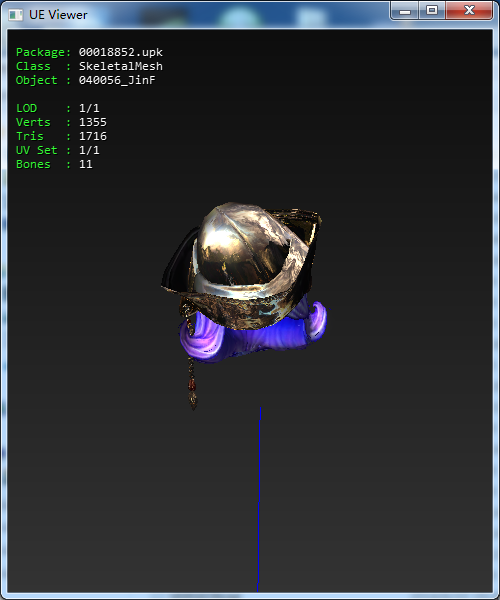 UE Viewer
Package: 00018852.upk
Class  : SkeletalMesh
Object : 040056_JinF
LOD    : 1/1
Verts  : 1355
Tris   : 1716
UV Set : 1/1
Bones  : 11